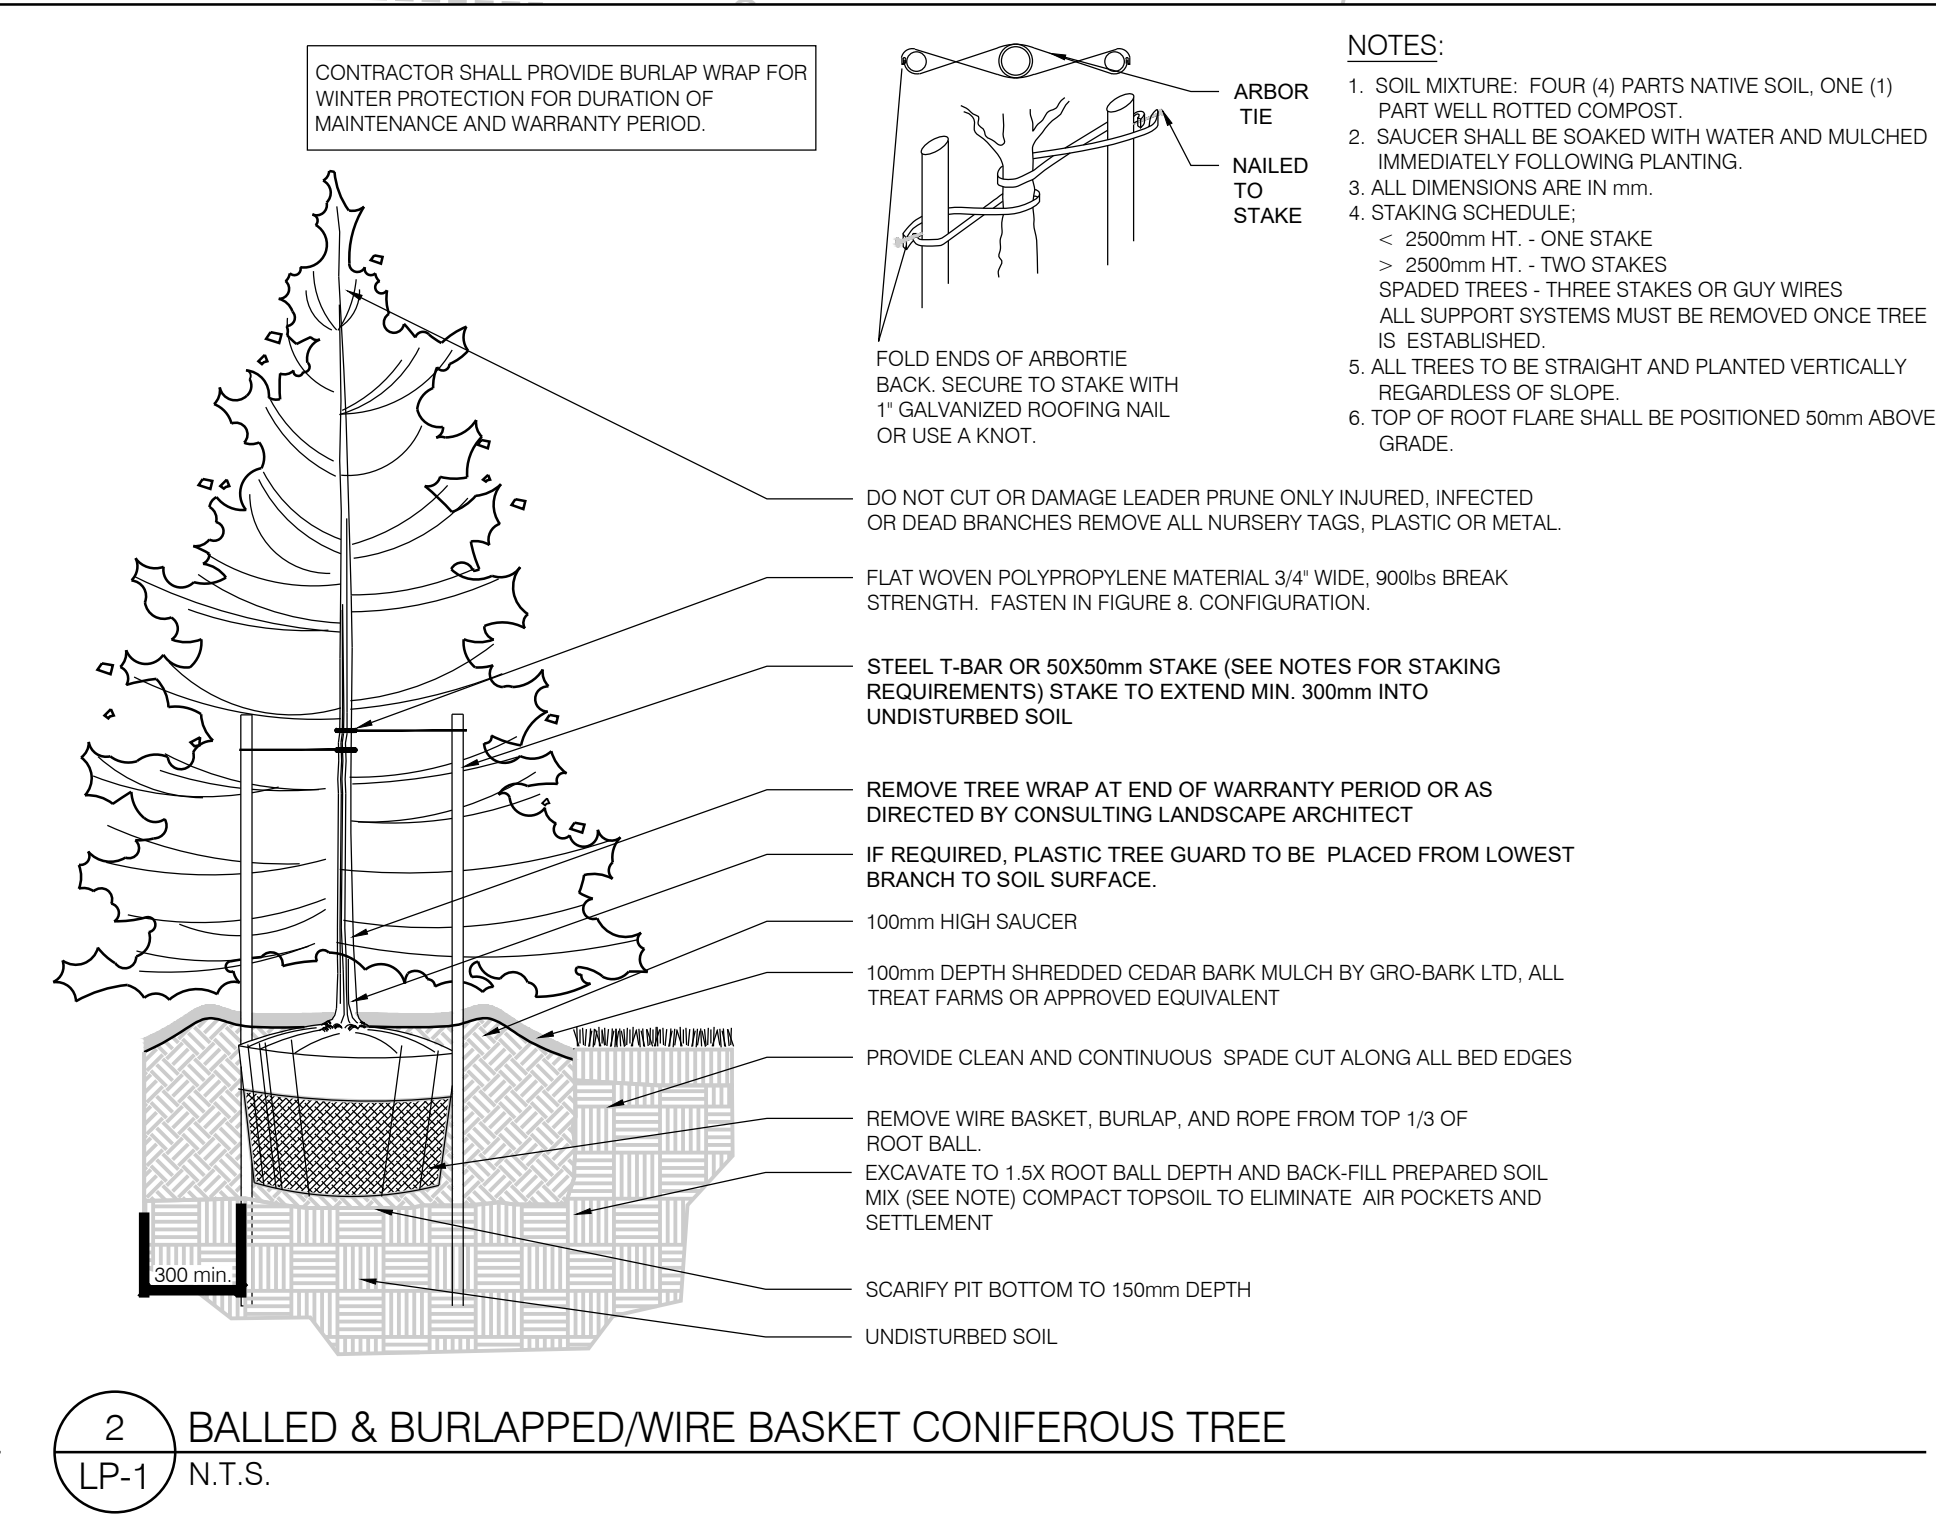 CONTRACTOR SHALL PROVIDE BURLAP WRAP FOR
WINTER PROTECTION FOR DURATION OF
MAINTENANCE AND WARRANTY PERIOD.
ARBOR
TIE
NAILED
TO
STAKE
FOLD ENDS OF ARBORTIE
BACK. SECURE TO STAKE WITH
1" GALVANIZED ROOFING NAIL
OR USE A KNOT.
NOTES:
1. SOIL MIXTURE: FOUR (4) PARTS NATIVE SOIL, ONE (1)
PART WELL ROTTED COMPOST.
2. SAUCER SHALL BE SOAKED WITH WATER AND MULCHED
IMMEDIATELY FOLLOWING PLANTING.
3. ALL DIMENSIONS ARE IN mm.
4. STAKING SCHEDULE;
< 2500mm HT. - ONE STAKE
> 2500mm HT. - TWO STAKES
SPADED TREES - THREE STAKES OR GUY WIRES
ALL SUPPORT SYSTEMS MUST BE REMOVED ONCE TREE
IS ESTABLISHED.
5. ALL TREES TO BE STRAIGHT AND PLANTED VERTICALLY
REGARDLESS OF SLOPE.
6. TOP OF ROOT FLARE SHALL BE POSITIONED 50mm ABOVE
GRADE.
DO NOT CUT OR DAMAGE LEADER PRUNE ONLY INJURED, INFECTED
OR DEAD BRANCHES REMOVE ALL NURSERY TAGS, PLASTIC OR METAL.
FLAT WOVEN POLYPROPYLENE MATERIAL 3/4" WIDE, 900lbs BREAK
STRENGTH. FASTEN IN FIGURE 8. CONFIGURATION.
STEEL T-BAR OR 50X50mm STAKE (SEE NOTES FOR STAKING
REQUIREMENTS) STAKE TO EXTEND MIN. 300mm INTO
UNDISTURBED SOIL
REMOVE TREE WRAP AT END OF WARRANTY PERIOD OR AS
DIRECTED BY CONSULTING LANDSCAPE ARCHITECT
IF REQUIRED, PLASTIC TREE GUARD TO BE PLACED FROM LOWEST
BRANCH TO SOIL SURFACE.
100mm HIGH SAUCER
100mm DEPTH SHREDDED CEDAR BARK MULCH BY GRO-BARK LTD, ALL
TREAT FARMS OR APPROVED EQUIVALENT
PROVIDE CLEAN AND CONTINUOUS SPADE CUT ALONG ALL BED EDGES
REMOVE WIRE BASKET, BURLAP, AND ROPE FROM TOP 1/3 OF
ROOT BALL.
EXCAVATE TO 1.5X ROOT BALL DEPTH AND BACK-FILL PREPARED SOIL
MIX (SEE NOTE) COMPACT TOPSOIL TO ELIMINATE AIR POCKETS AND
SETTLEMENT
300 min.
SCARIFY PIT BOTTOM TO 150mm DEPTH
UNDISTURBED SOIL
2
BALLED & BURLAPPED/WIRE BASKET CONIFEROUS TREE
LP-1
N.T.S.